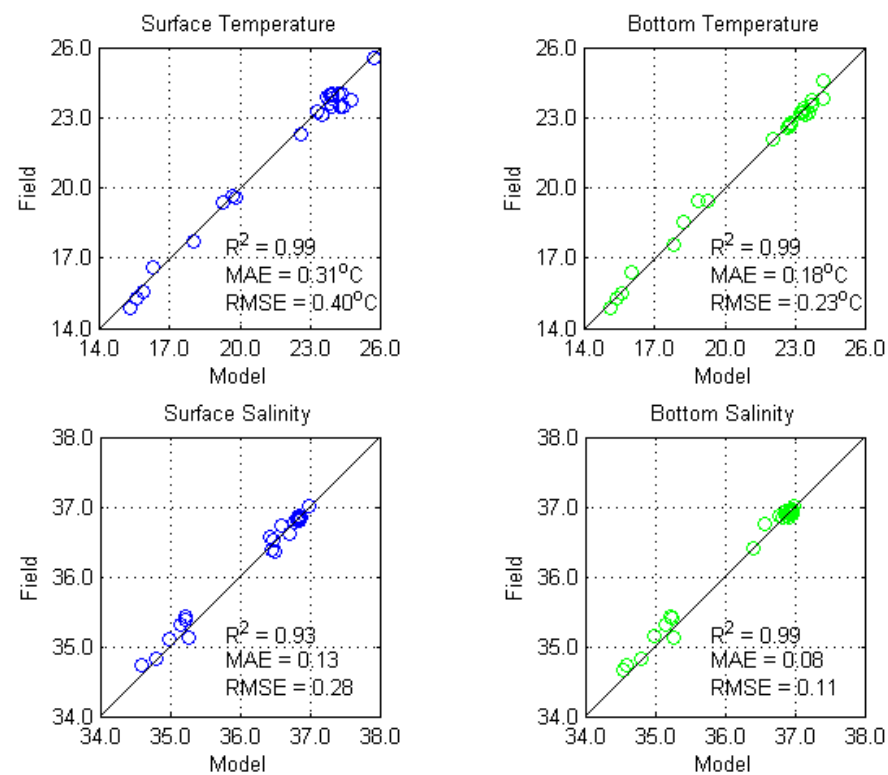 Surface Temperature
26.0
23.0
20.0
17.0
14.0
Field
R² = 0.99
MAE = 0.31°C
RMSE = 0.40°C
14.0 17.0 20.0 23.0 26.0
Model
Bottom Temperature
26.0
23.0
20.0
17.0
14.0
Field
R² = 0.99
MAE = 0.18°C
RMSE = 0.23°C
14.0 17.0 20.0 23.0 26.0
Model
Surface Salinity
38.0
37.0
36.0
35.0
34.0
Field
R² = 0.93
MAE = 0.13
RMSE = 0.28
34.0 35.0 36.0 37.0 38.0
Model
Bottom Salinity
38.0
37.0
36.0
35.0
34.0
Field
R² = 0.99
MAE = 0.08
RMSE = 0.11
34.0 35.0 36.0 37.0 38.0
Model